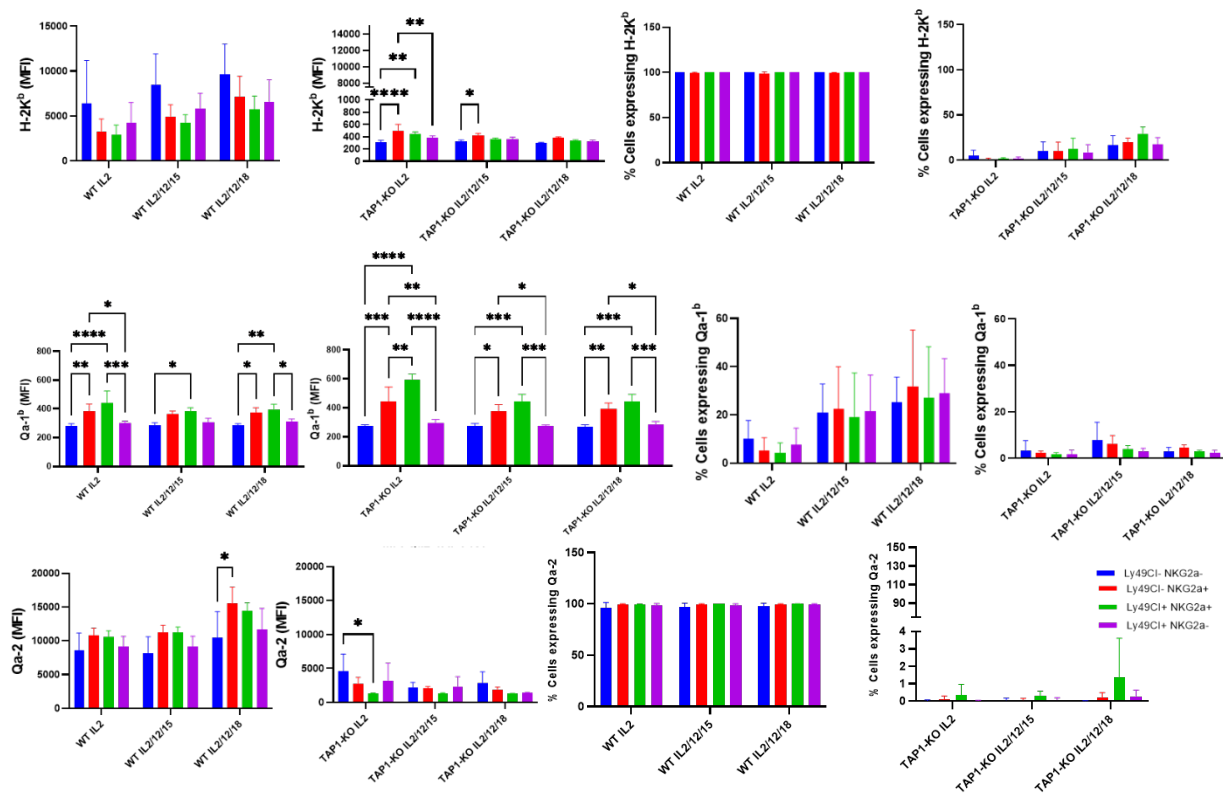 H-2Kᵇ (MFI)
15000
10000
5000
0
WT IL2
WT IL2/12/15
WT IL2/12/18
H-2Kᵇ (MFI)
14000
12000
10000
8000
6000
4000
2000
1000
800
600
400
200
0
****
**
**
*
TAP1-KO IL2
TAP1-KO IL2/12/15
TAP1-KO IL2/12/18
% Cells expressing H-2Kᵇ
150
100
50
0
WT IL2
WT IL2/12/15
WT IL2/12/18
% Cells expressing H-2Kᵇ
150
100
50
0
TAP1-KO IL2
TAP1-KO IL2/12/15
TAP1-KO IL2/12/18
Qa-1ᵇ (MFI)
800
600
400
200
0
*
****
**
***
*
**
*
*
WT IL2
WT IL2/12/15
WT IL2/12/18
Qa-1ᵇ (MFI)
800
600
400
200
0
****
**
***
****
**
*
***
*
***
*
***
**
***
TAP1-KO IL2
TAP1-KO IL2/12/15
TAP1-KO IL2/12/18
% Cells expressing Qa-1ᵇ
60
40
20
0
WT IL2
WT IL2/12/15
WT IL2/12/18
% Cells expressing Qa-1ᵇ
60
40
20
0
TAP1-KO IL2
TAP1-KO IL2/12/15
TAP1-KO IL2/12/18
Qa-2 (MFI)
20000
15000
10000
5000
0
*
WT IL2
WT IL2/12/15
WT IL2/12/18
Qa-2 (MFI)
20000
15000
10000
5000
0
*
TAP1-KO IL2
TAP1-KO IL2/12/15
TAP1-KO IL2/12/18
% Cells expressing Qa-2
150
100
50
0
WT IL2
WT IL2/12/15
WT IL2/12/18
% Cells expressing Qa-2
150
130
110
90
70
50
30
4
3
2
1
0
TAP1-KO IL2
TAP1-KO IL2/12/15
TAP1-KO IL2/12/18
Ly49CI- NKG2a-
Ly49CI- NKG2a+
Ly49CI+ NKG2a+
Ly49CI+ NKG2a-